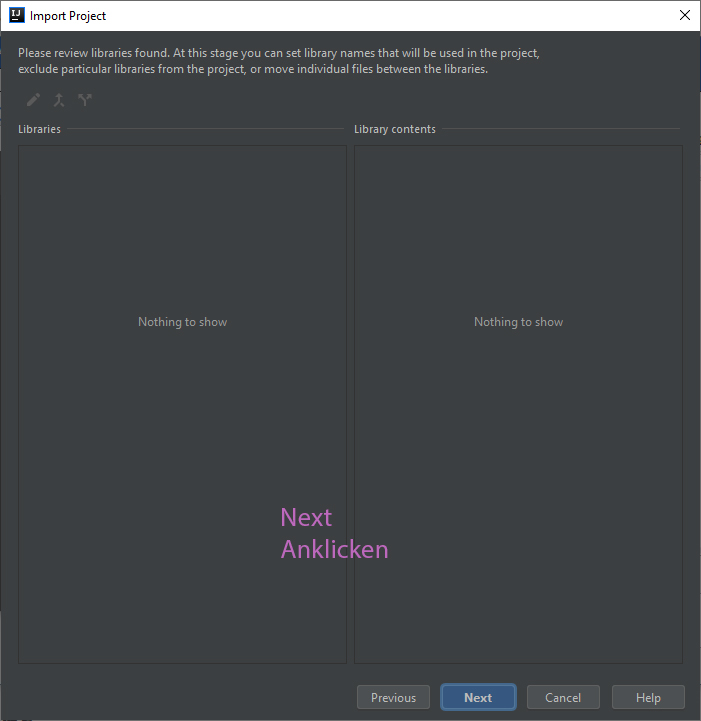 IJ Import Project
Please review libraries found. At this stage you can set library names that will be used in the project,
exclude particular libraries from the project, or move individual files between the libraries.
Libraries
Library contents
Nothing to show
Nothing to show
Next
Anklicken
Previous
Next
Cancel
Help